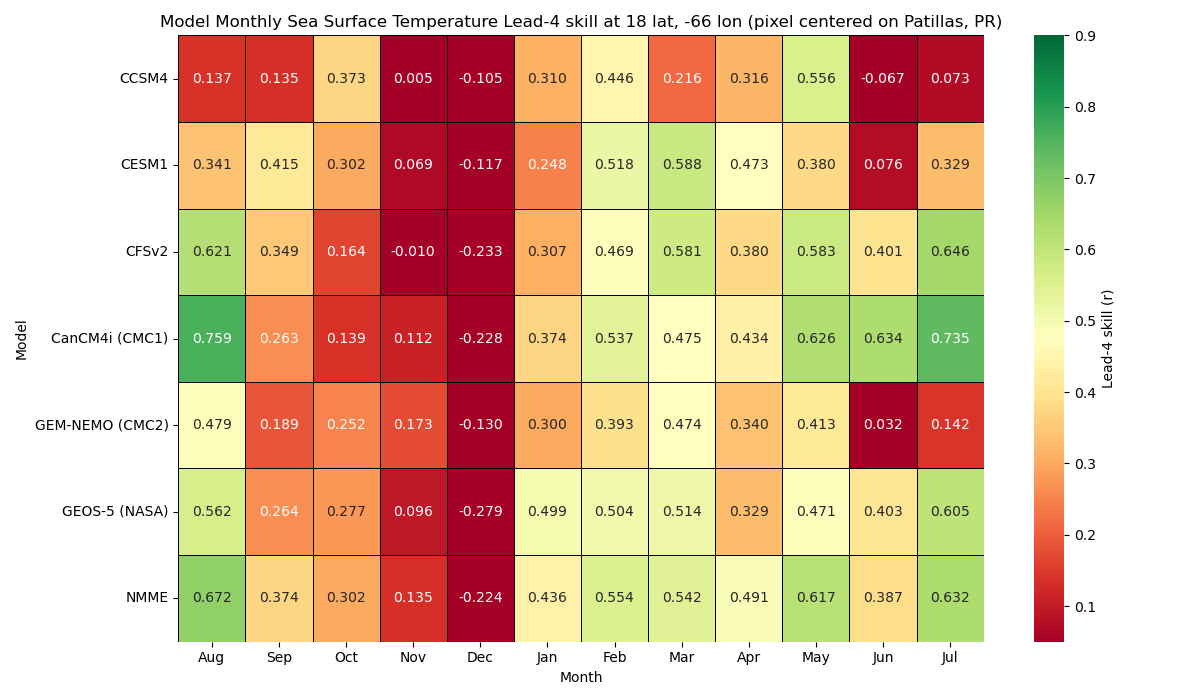 Model Monthly Sea Surface Temperature Lead-4 skill at 18 lat, -66 lon (pixel centered on Patillas, PR)
Model
CCSM4 0.137 0.135 0.373 0.005 -0.105 0.310 0.446 0.216 0.316 0.556 -0.067 0.073
CESM1 0.341 0.415 0.302 0.069 -0.117 0.248 0.518 0.588 0.473 0.380 0.076 0.329
CFSv2 0.621 0.349 0.164 -0.010 -0.233 0.307 0.469 0.581 0.380 0.583 0.401 0.646
CanCM4i (CMC1) 0.759 0.263 0.139 0.112 -0.228 0.374 0.537 0.475 0.434 0.626 0.634 0.735
GEM-NEMO (CMC2) 0.479 0.189 0.252 0.173 -0.130 0.300 0.393 0.474 0.340 0.413 0.032 0.142
GEOS-5 (NASA) 0.562 0.264 0.277 0.096 -0.279 0.499 0.504 0.514 0.329 0.471 0.403 0.605
NMME 0.672 0.374 0.302 0.135 -0.224 0.436 0.554 0.542 0.491 0.617 0.387 0.632
Aug Sep Oct Nov Dec Jan Feb Mar Apr May Jun Jul
Month
0.9
0.8
0.7
0.6
0.5
0.4
0.3
0.2
0.1
Lead-4 skill (r)